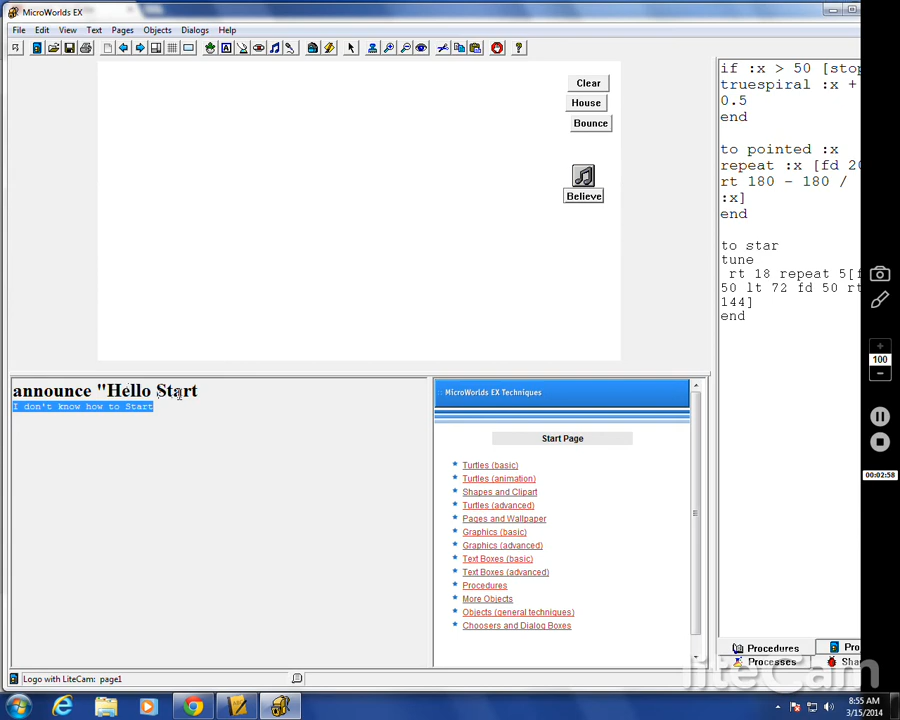 MicroWorlds EX
File Edit View Text Pages Objects Dialogs Help
Clear
House
Bounce
Believe
if :x > 50 [stop
truespiral :x +
0.5
end
to pointed :x
repeat :x [fd 20
rt 180 - 180 /
:x]
end
to star
tune
rt 18 repeat 5[f
50 lt 72 fd 50 rt
144]
end
announce "Hello Start
I don't know how to Start
MicroWorlds EX Techniques
Start Page
Turtles (basic)
Turtles (animation)
Shapes and Clipart
Turtles (advanced)
Pages and Wallpaper
Graphics (basic)
Graphics (advanced)
Text Boxes (basic)
Text Boxes (advanced)
Procedures
More Objects
Objects (general techniques)
Choosers and Dialog Boxes
100
00:02:58
Procedures Pro
Processes Sha
liteCam
Logo with LiteCam: page1
8:55 AM
3/15/2014